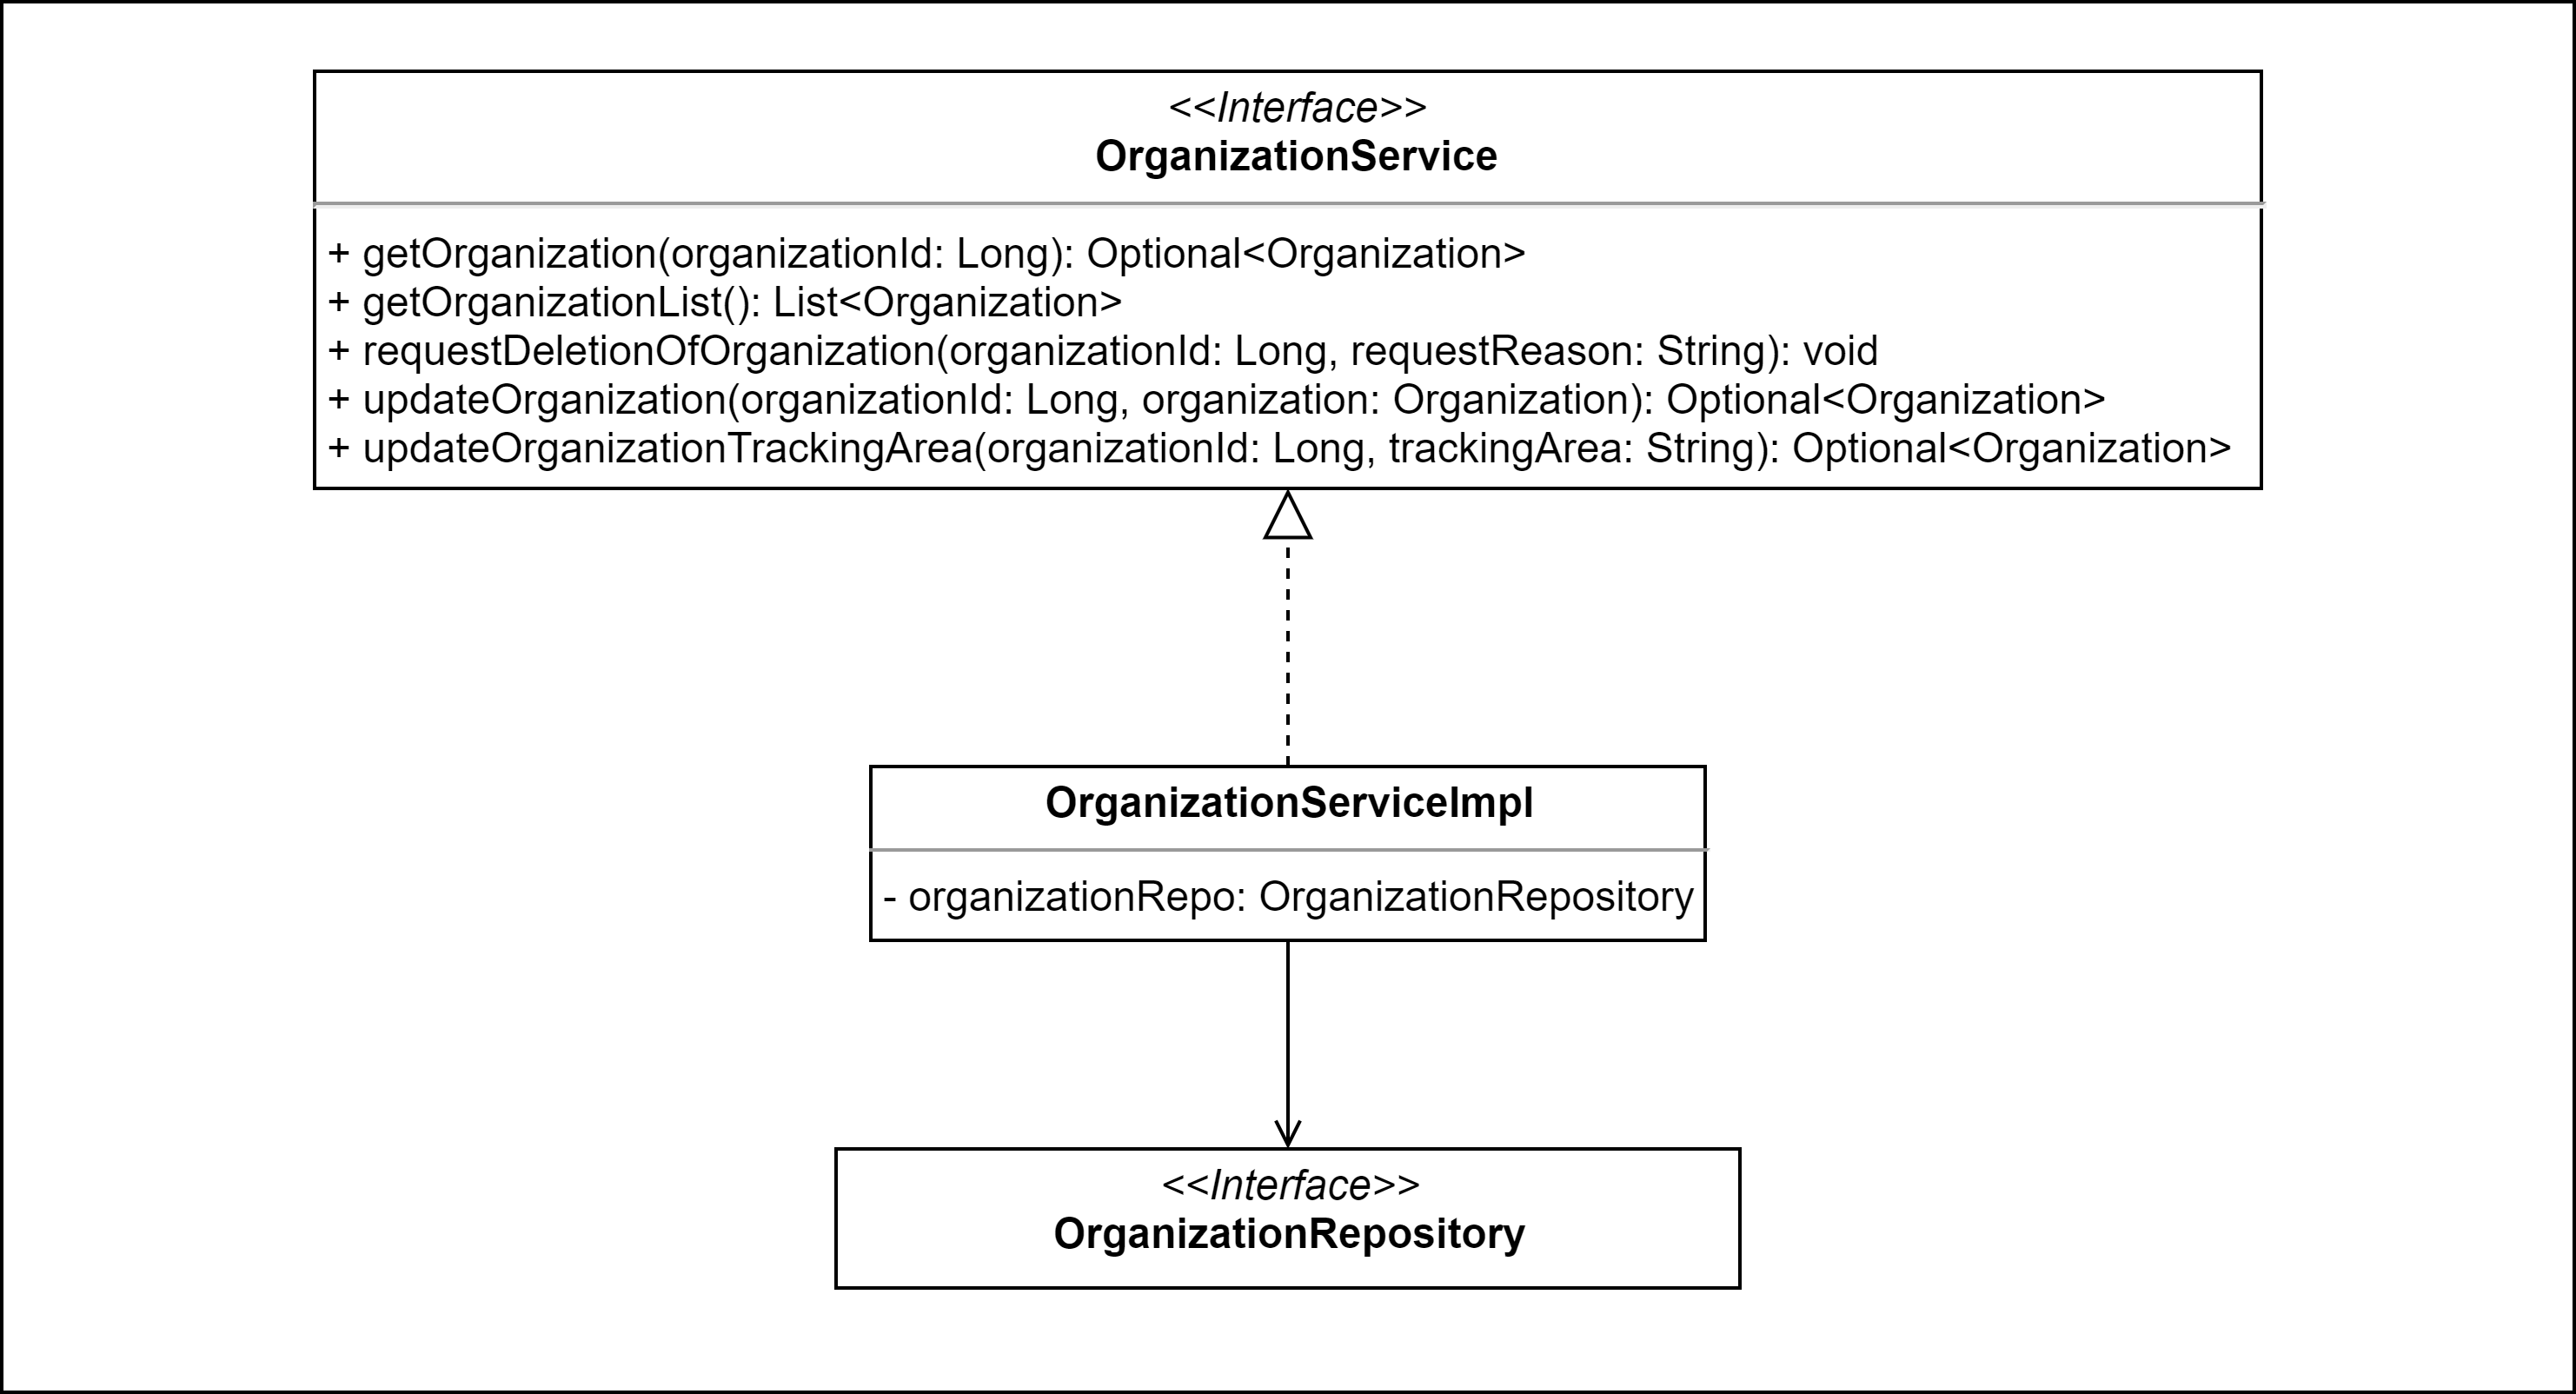 <<Interface>>
OrganizationService
+ getOrganization(organizationId: Long): Optional<Organization>
+ getOrganizationList(): List<Organization>
+ requestDeletionOfOrganization(organizationId: Long, requestReason: String): void
+ updateOrganization(organizationId: Long, organization: Organization): Optional<Organization>
+ updateOrganizationTrackingArea(organizationId: Long, trackingArea: String): Optional<Organization>
OrganizationServiceImpl
- organizationRepo: OrganizationRepository
<<Interface>>
OrganizationRepository